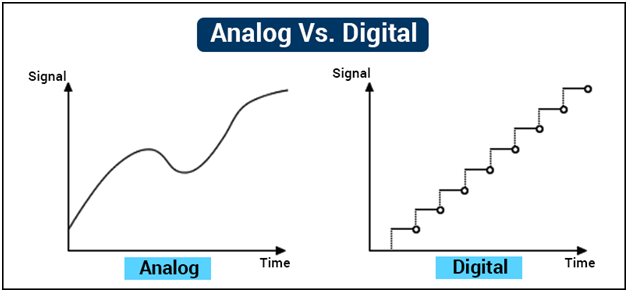 Analog Vs. Digital
Signal
Time
Analog
Signal
Time
Digital